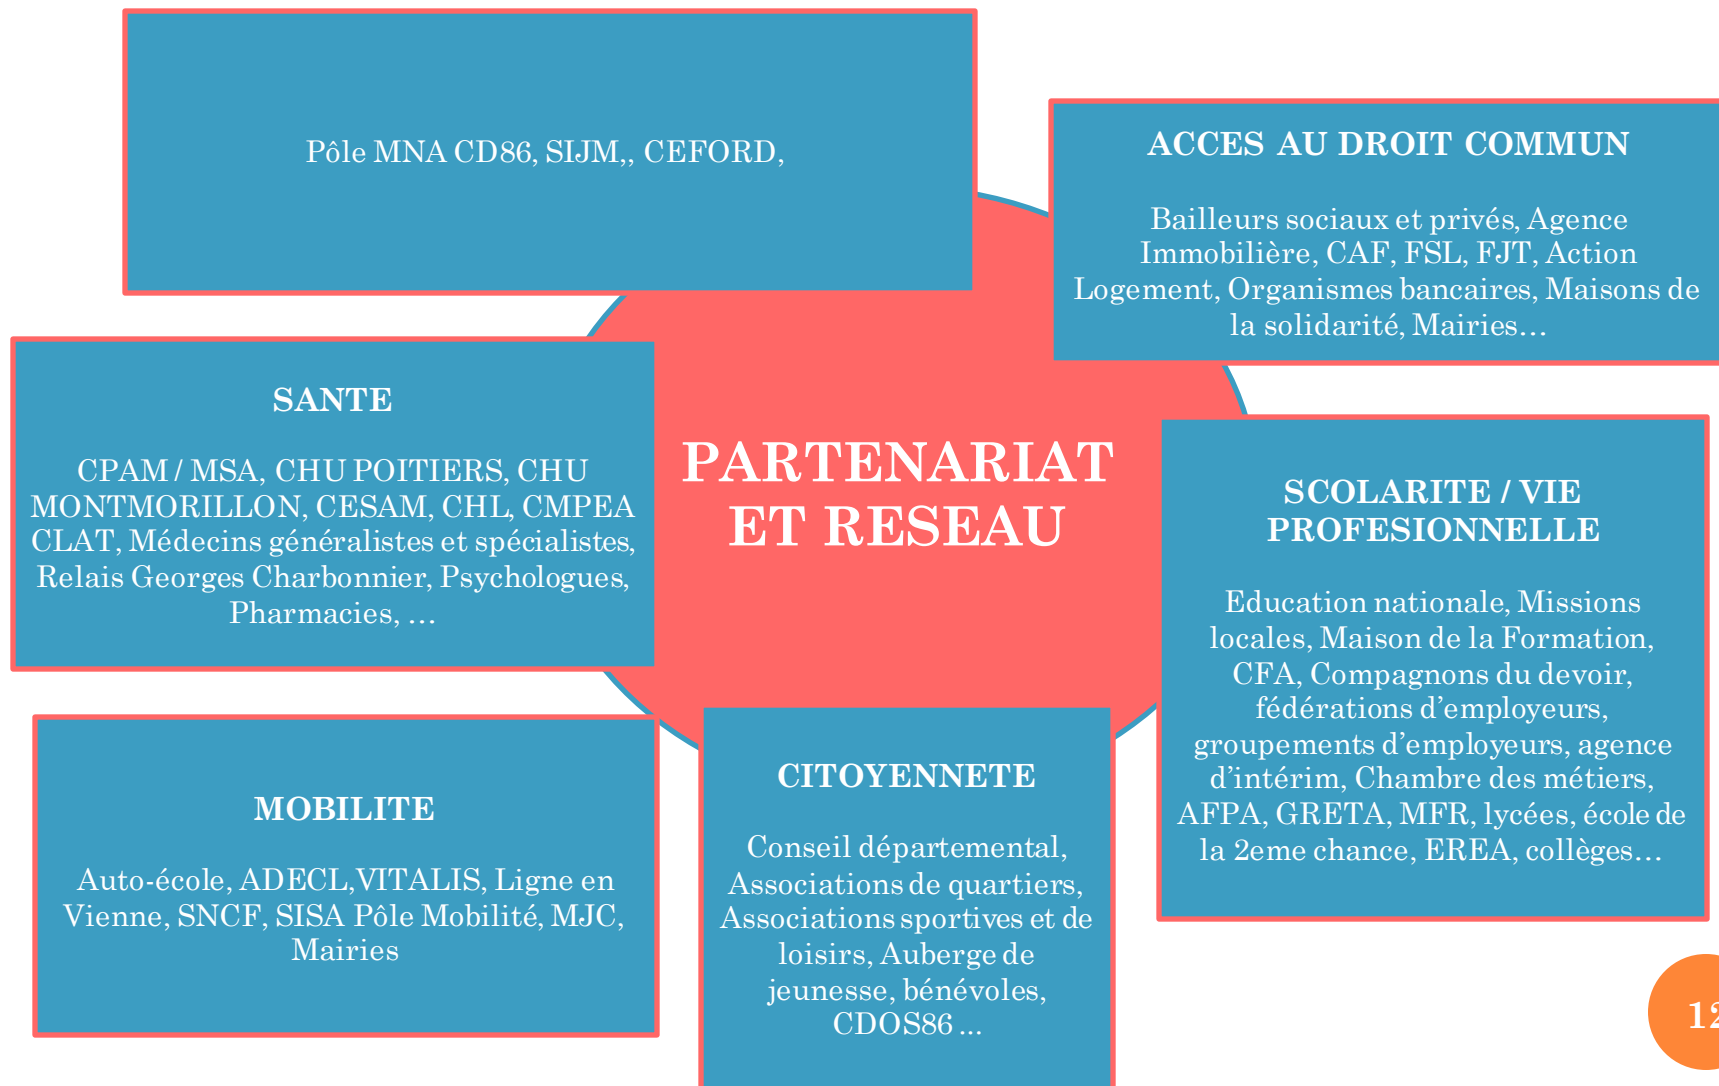 Pôle MNA CD86, SIJM,, CEFORD,
ACCES AU DROIT COMMUN
Bailleurs sociaux et privés, Agence
Immobilière, CAF, FSL, FJT, Action
Logement, Organismes bancaires, Maisons de
la solidarité, Mairies…
SANTE
CPAM / MSA, CHU POITIERS, CHU
MONTMORILLON, CESAM, CHL, CMPEA
CLAT, Médecins généralistes et spécialistes,
Relais Georges Charbonnier, Psychologues,
Pharmacies, …
PARTENARIAT
ET RESEAU
SCOLARITE / VIE
PROFESIONNELLE
Education nationale, Missions
locales, Maison de la Formation,
CFA, Compagnons du devoir,
fédérations d’employeurs,
groupements d’employeurs, agence
d’intérim, Chambre des métiers,
AFPA, GRETA, MFR, lycées, école de
la 2eme chance, EREA, collèges…
MOBILITE
Auto-école, ADECL,VITALIS, Ligne en
Vienne, SNCF, SISA Pôle Mobilité, MJC,
Mairies
CITOYENNETE
Conseil départemental,
Associations de quartiers,
Associations sportives et de
loisirs, Auberge de
jeunesse, bénévoles,
CDOS86 ...
12